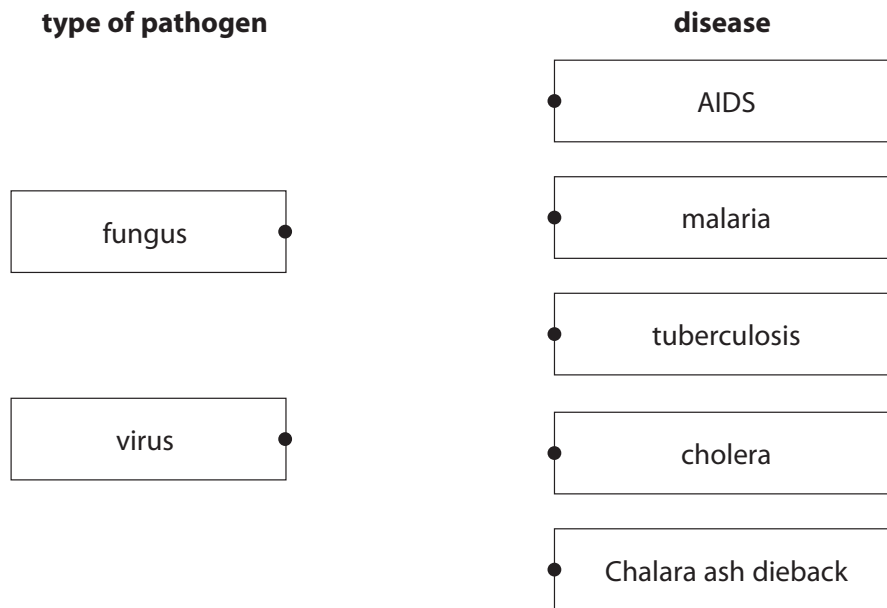 type of pathogen
disease
AIDS
fungus
malaria
tuberculosis
virus
cholera
Chalara ash dieback